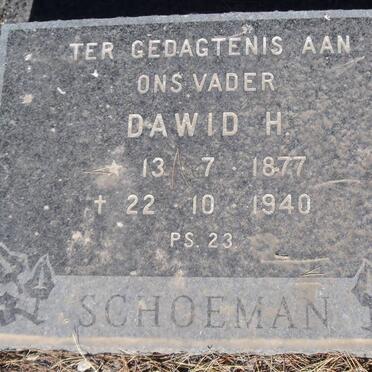 TER GEDAGTENIS AAN
ONS VADER
DAWID H.
★ 13 · 7 · 1877
✝ 22 · 10 · 1940
PS. 23
SCHOEMAN